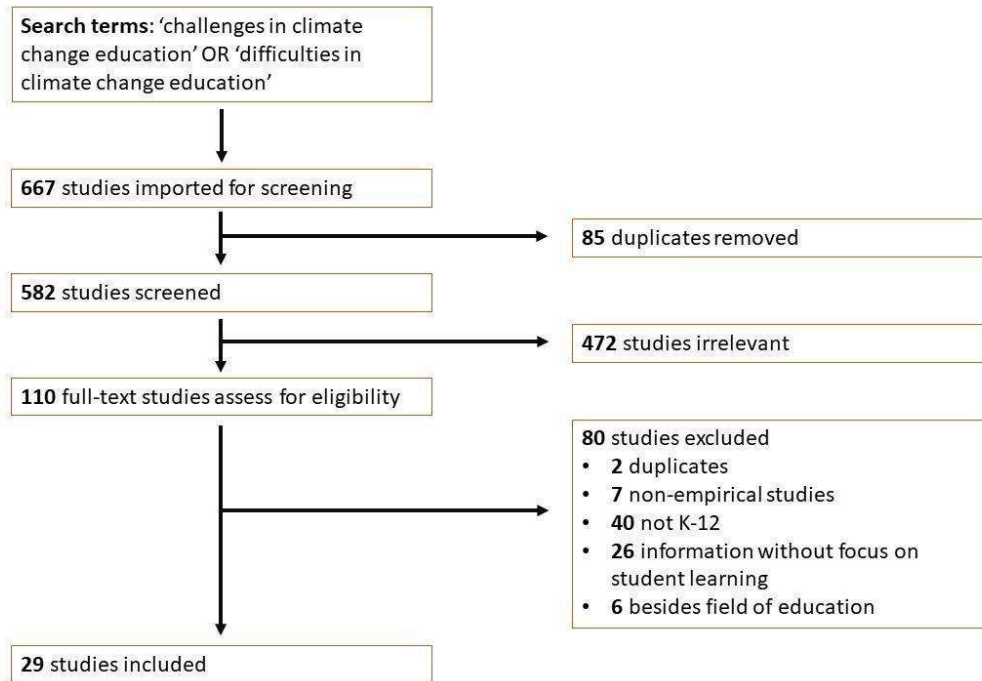 Search terms: ‘challenges in climate
change education’ OR ‘difficulties in
climate change education’
667 studies imported for screening
85 duplicates removed
582 studies screened
472 studies irrelevant
110 full-text studies assess for eligibility
80 studies excluded
• 2 duplicates
• 7 non-empirical studies
• 40 not K-12
• 26 information without focus on
student learning
• 6 besides field of education
29 studies included